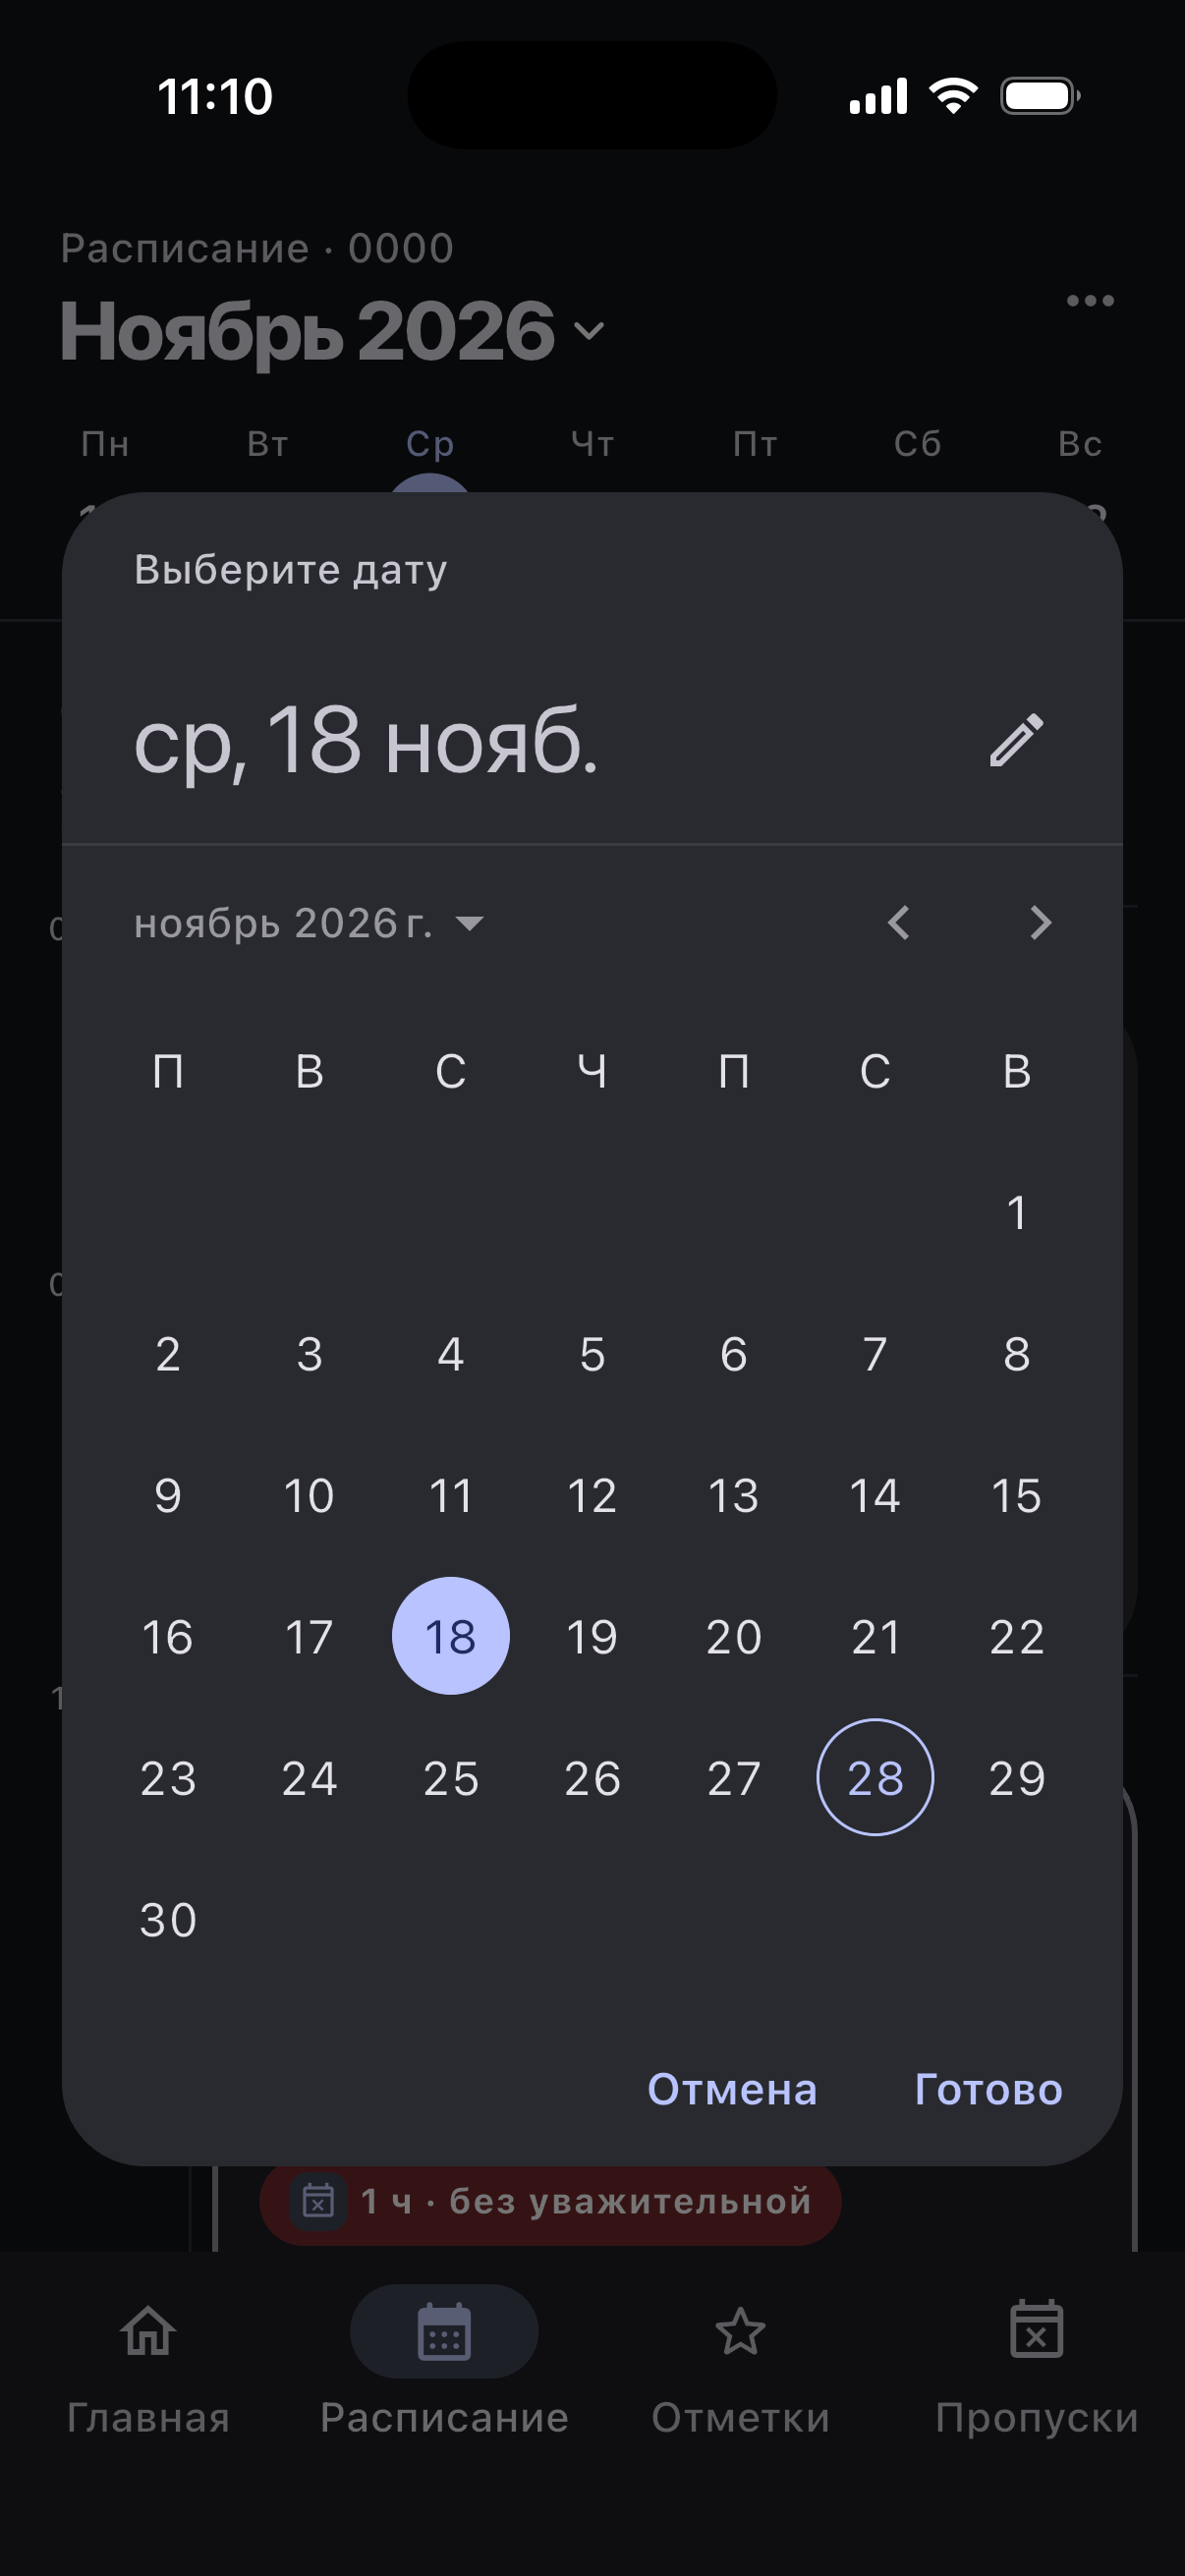 11:10
Расписание · 0000
Ноябрь 2026
Пн Вт Ср Чт Пт Сб Вс
Выберите дату
ср, 18 нояб.
ноябрь 2026 г.
П В С Ч П С В
1
2 3 4 5 6 7 8
9 10 11 12 13 14 15
16 17 18 19 20 21 22
23 24 25 26 27 28 29
30
Отмена Готово
1 ч · без уважительной
Главная Расписание Отметки Пропуски